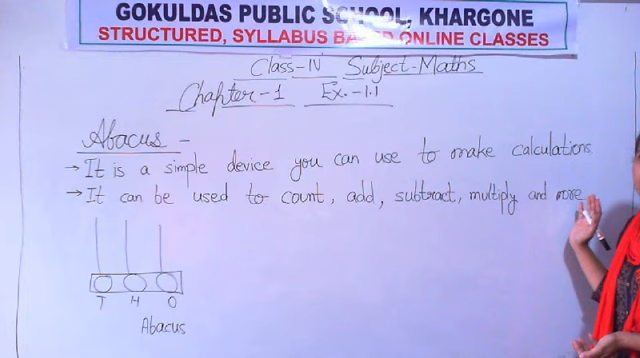 GOKULDAS PUBLIC SCHOOL, KHARGONE
STRUCTURED, SYLLABUS BASED ONLINE CLASSES
Class-IV Subject-Maths
Chapter-1 Ex.-1.1
Abacus -
→ It is a simple device you can use to make calculations
→ It can be used to count, add, subtract, multiply and more
T H O
Abacus